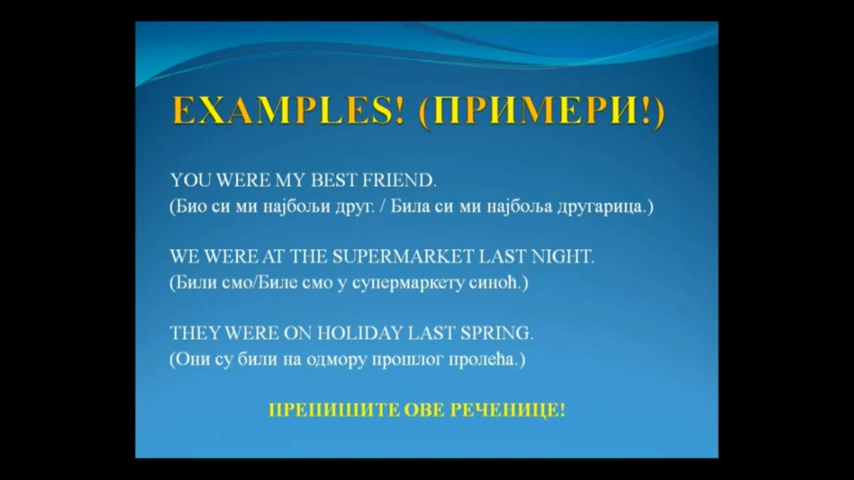 EXAMPLES! (ПРИМЕРИ!)
YOU WERE MY BEST FRIEND.
(Био си ми најбољи друг. / Била си ми најбоља другарица.)
WE WERE AT THE SUPERMARKET LAST NIGHT.
(Били смо/Биле смо у супермаркету синоћ.)
THEY WERE ON HOLIDAY LAST SPRING.
(Они су били на одмору прошлог пролећа.)
ПРЕПИШИТЕ ОВЕ РЕЧЕНИЦЕ!